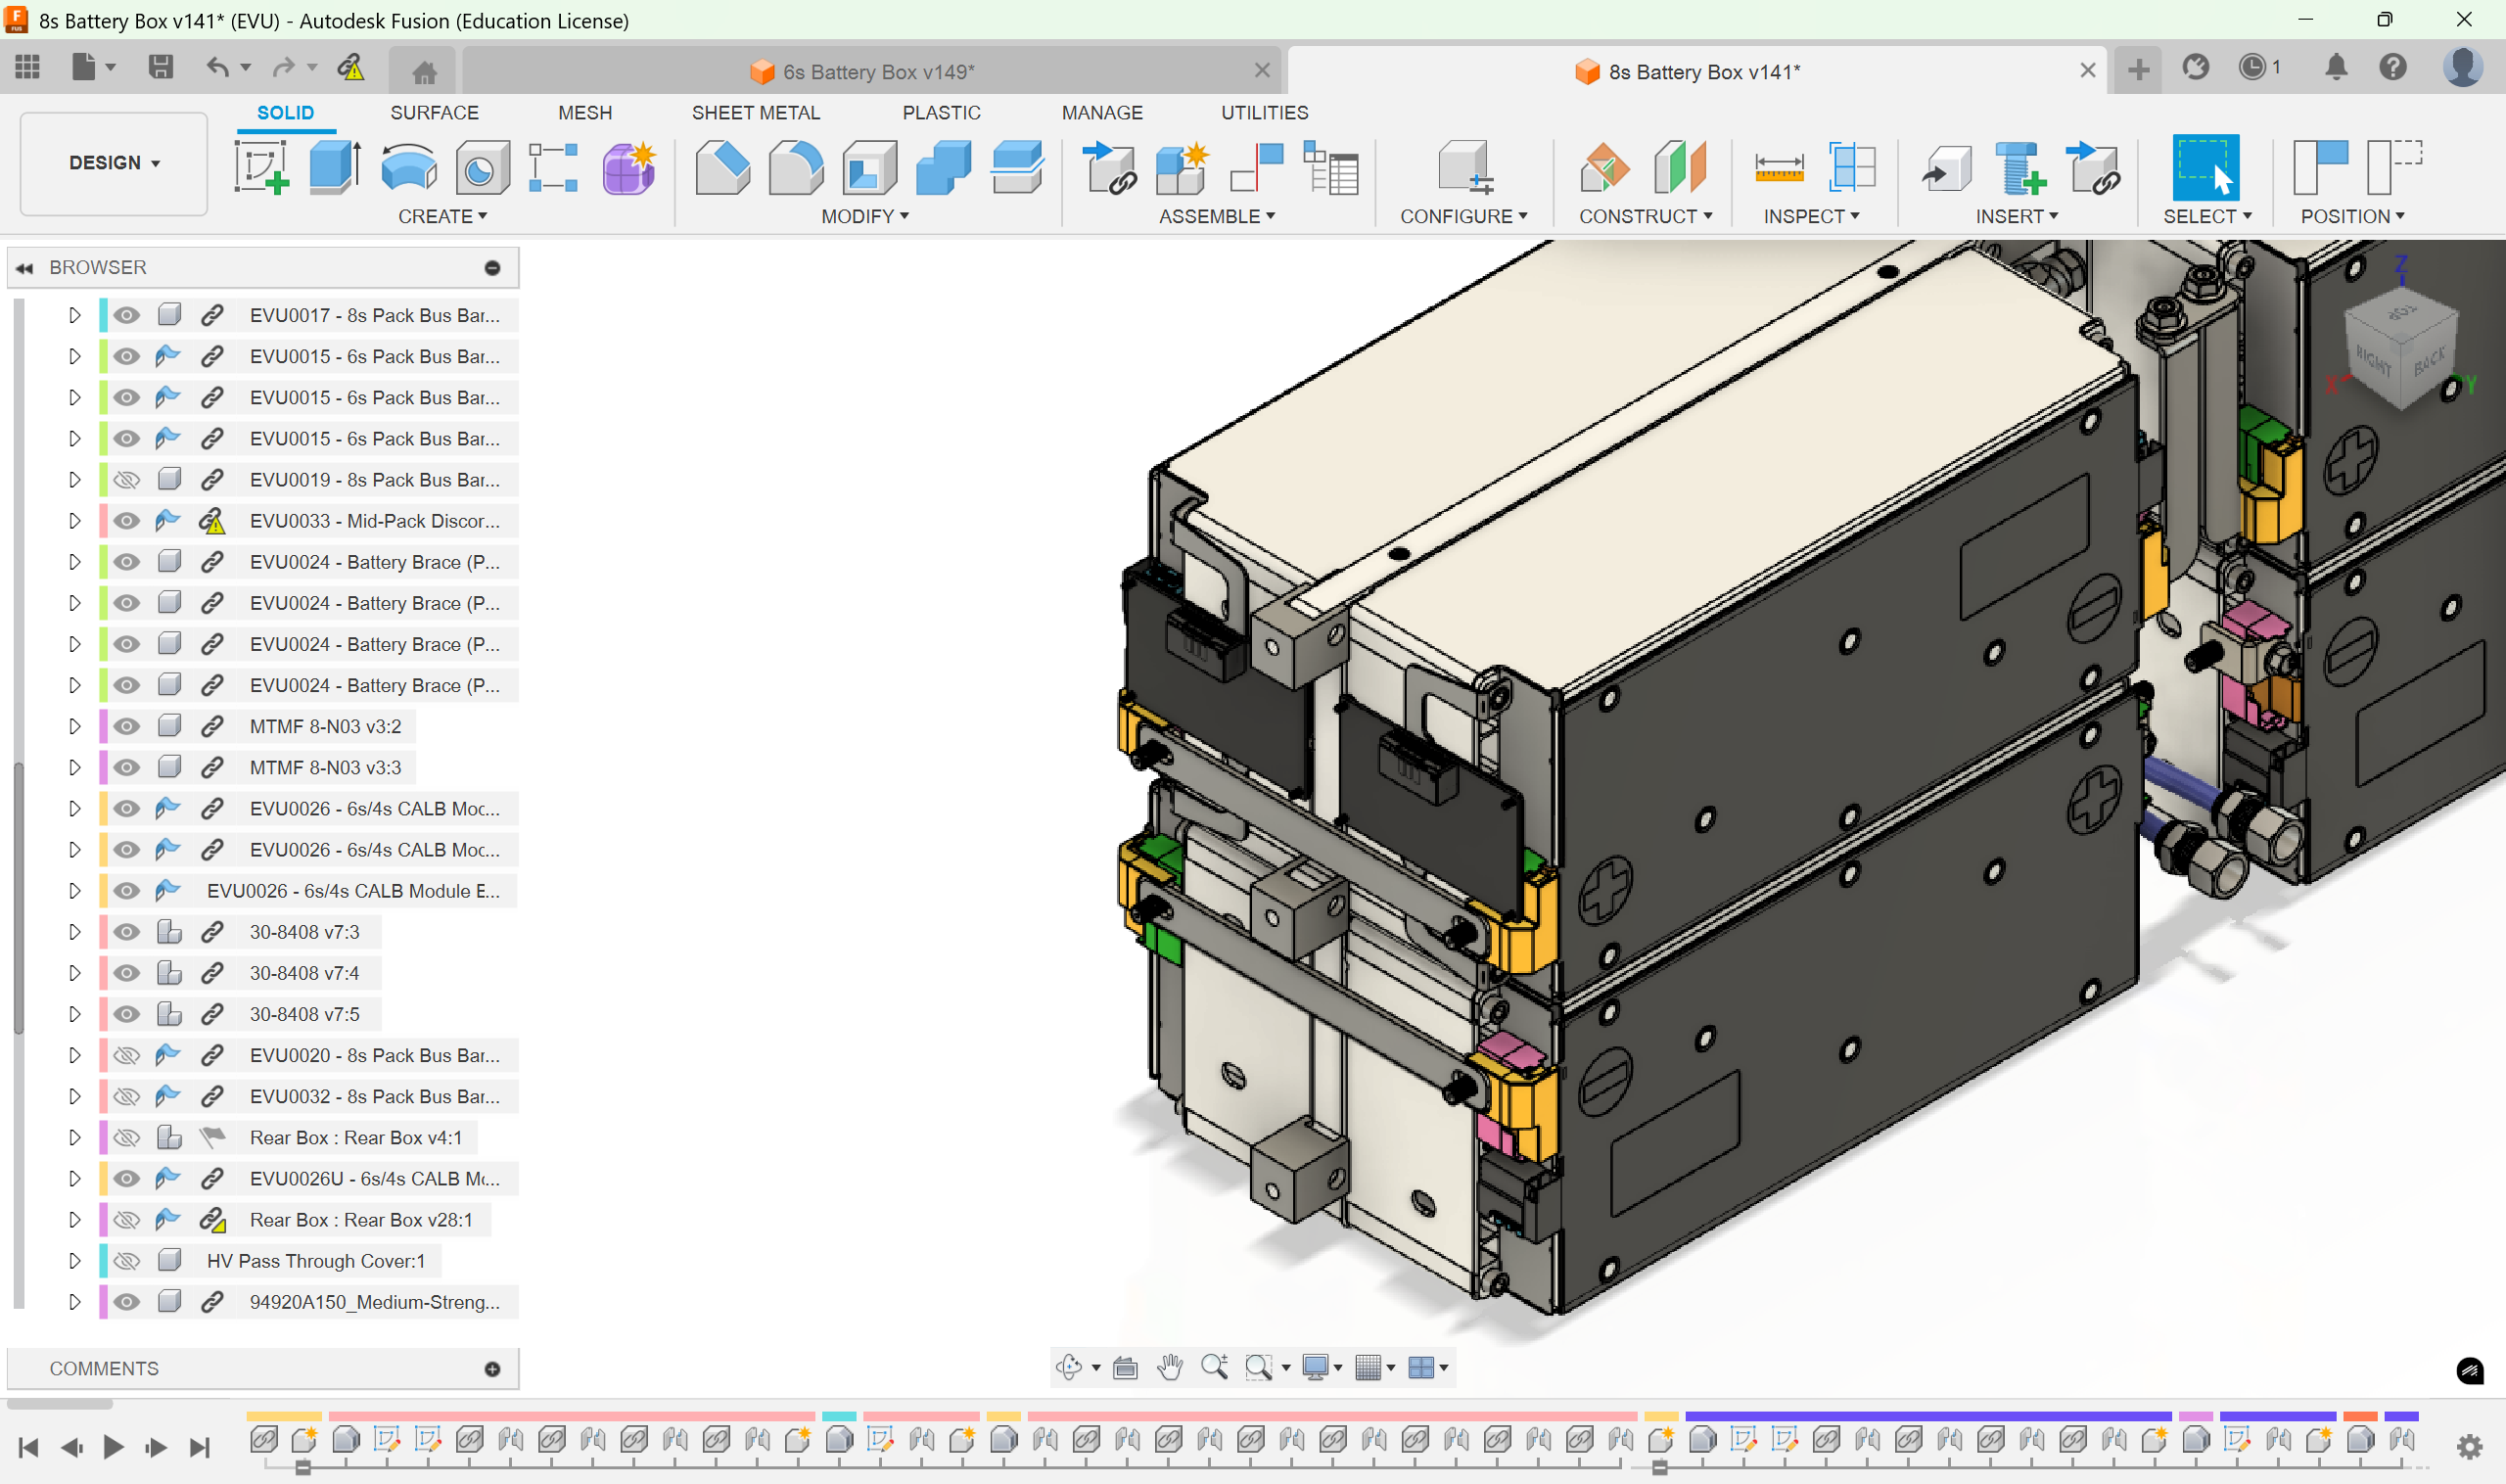 8s Battery Box v141* (EVU) - Autodesk Fusion (Education License)
6s Battery Box v149*
8s Battery Box v141*
1
DESIGN
SOLID
SURFACE
MESH
SHEET METAL
PLASTIC
MANAGE
UTILITIES
CREATE
MODIFY
ASSEMBLE
CONFIGURE
CONSTRUCT
INSPECT
INSERT
SELECT
POSITION
BROWSER
EVU0017 - 8s Pack Bus Bar...
EVU0015 - 6s Pack Bus Bar...
EVU0015 - 6s Pack Bus Bar...
EVU0015 - 6s Pack Bus Bar...
EVU0019 - 8s Pack Bus Bar...
EVU0033 - Mid-Pack Discor...
EVU0024 - Battery Brace (P...
EVU0024 - Battery Brace (P...
EVU0024 - Battery Brace (P...
EVU0024 - Battery Brace (P...
MTMF 8-N03 v3:2
MTMF 8-N03 v3:3
EVU0026 - 6s/4s CALB Moc...
EVU0026 - 6s/4s CALB Moc...
EVU0026 - 6s/4s CALB Module E...
30-8408 v7:3
30-8408 v7:4
30-8408 v7:5
EVU0020 - 8s Pack Bus Bar...
EVU0032 - 8s Pack Bus Bar...
Rear Box : Rear Box v4:1
EVU0026U - 6s/4s CALB Mc...
Rear Box : Rear Box v28:1
HV Pass Through Cover:1
94920A150_Medium-Streng...
COMMENTS
Z
TOP
RIGHT
BACK
X
Y